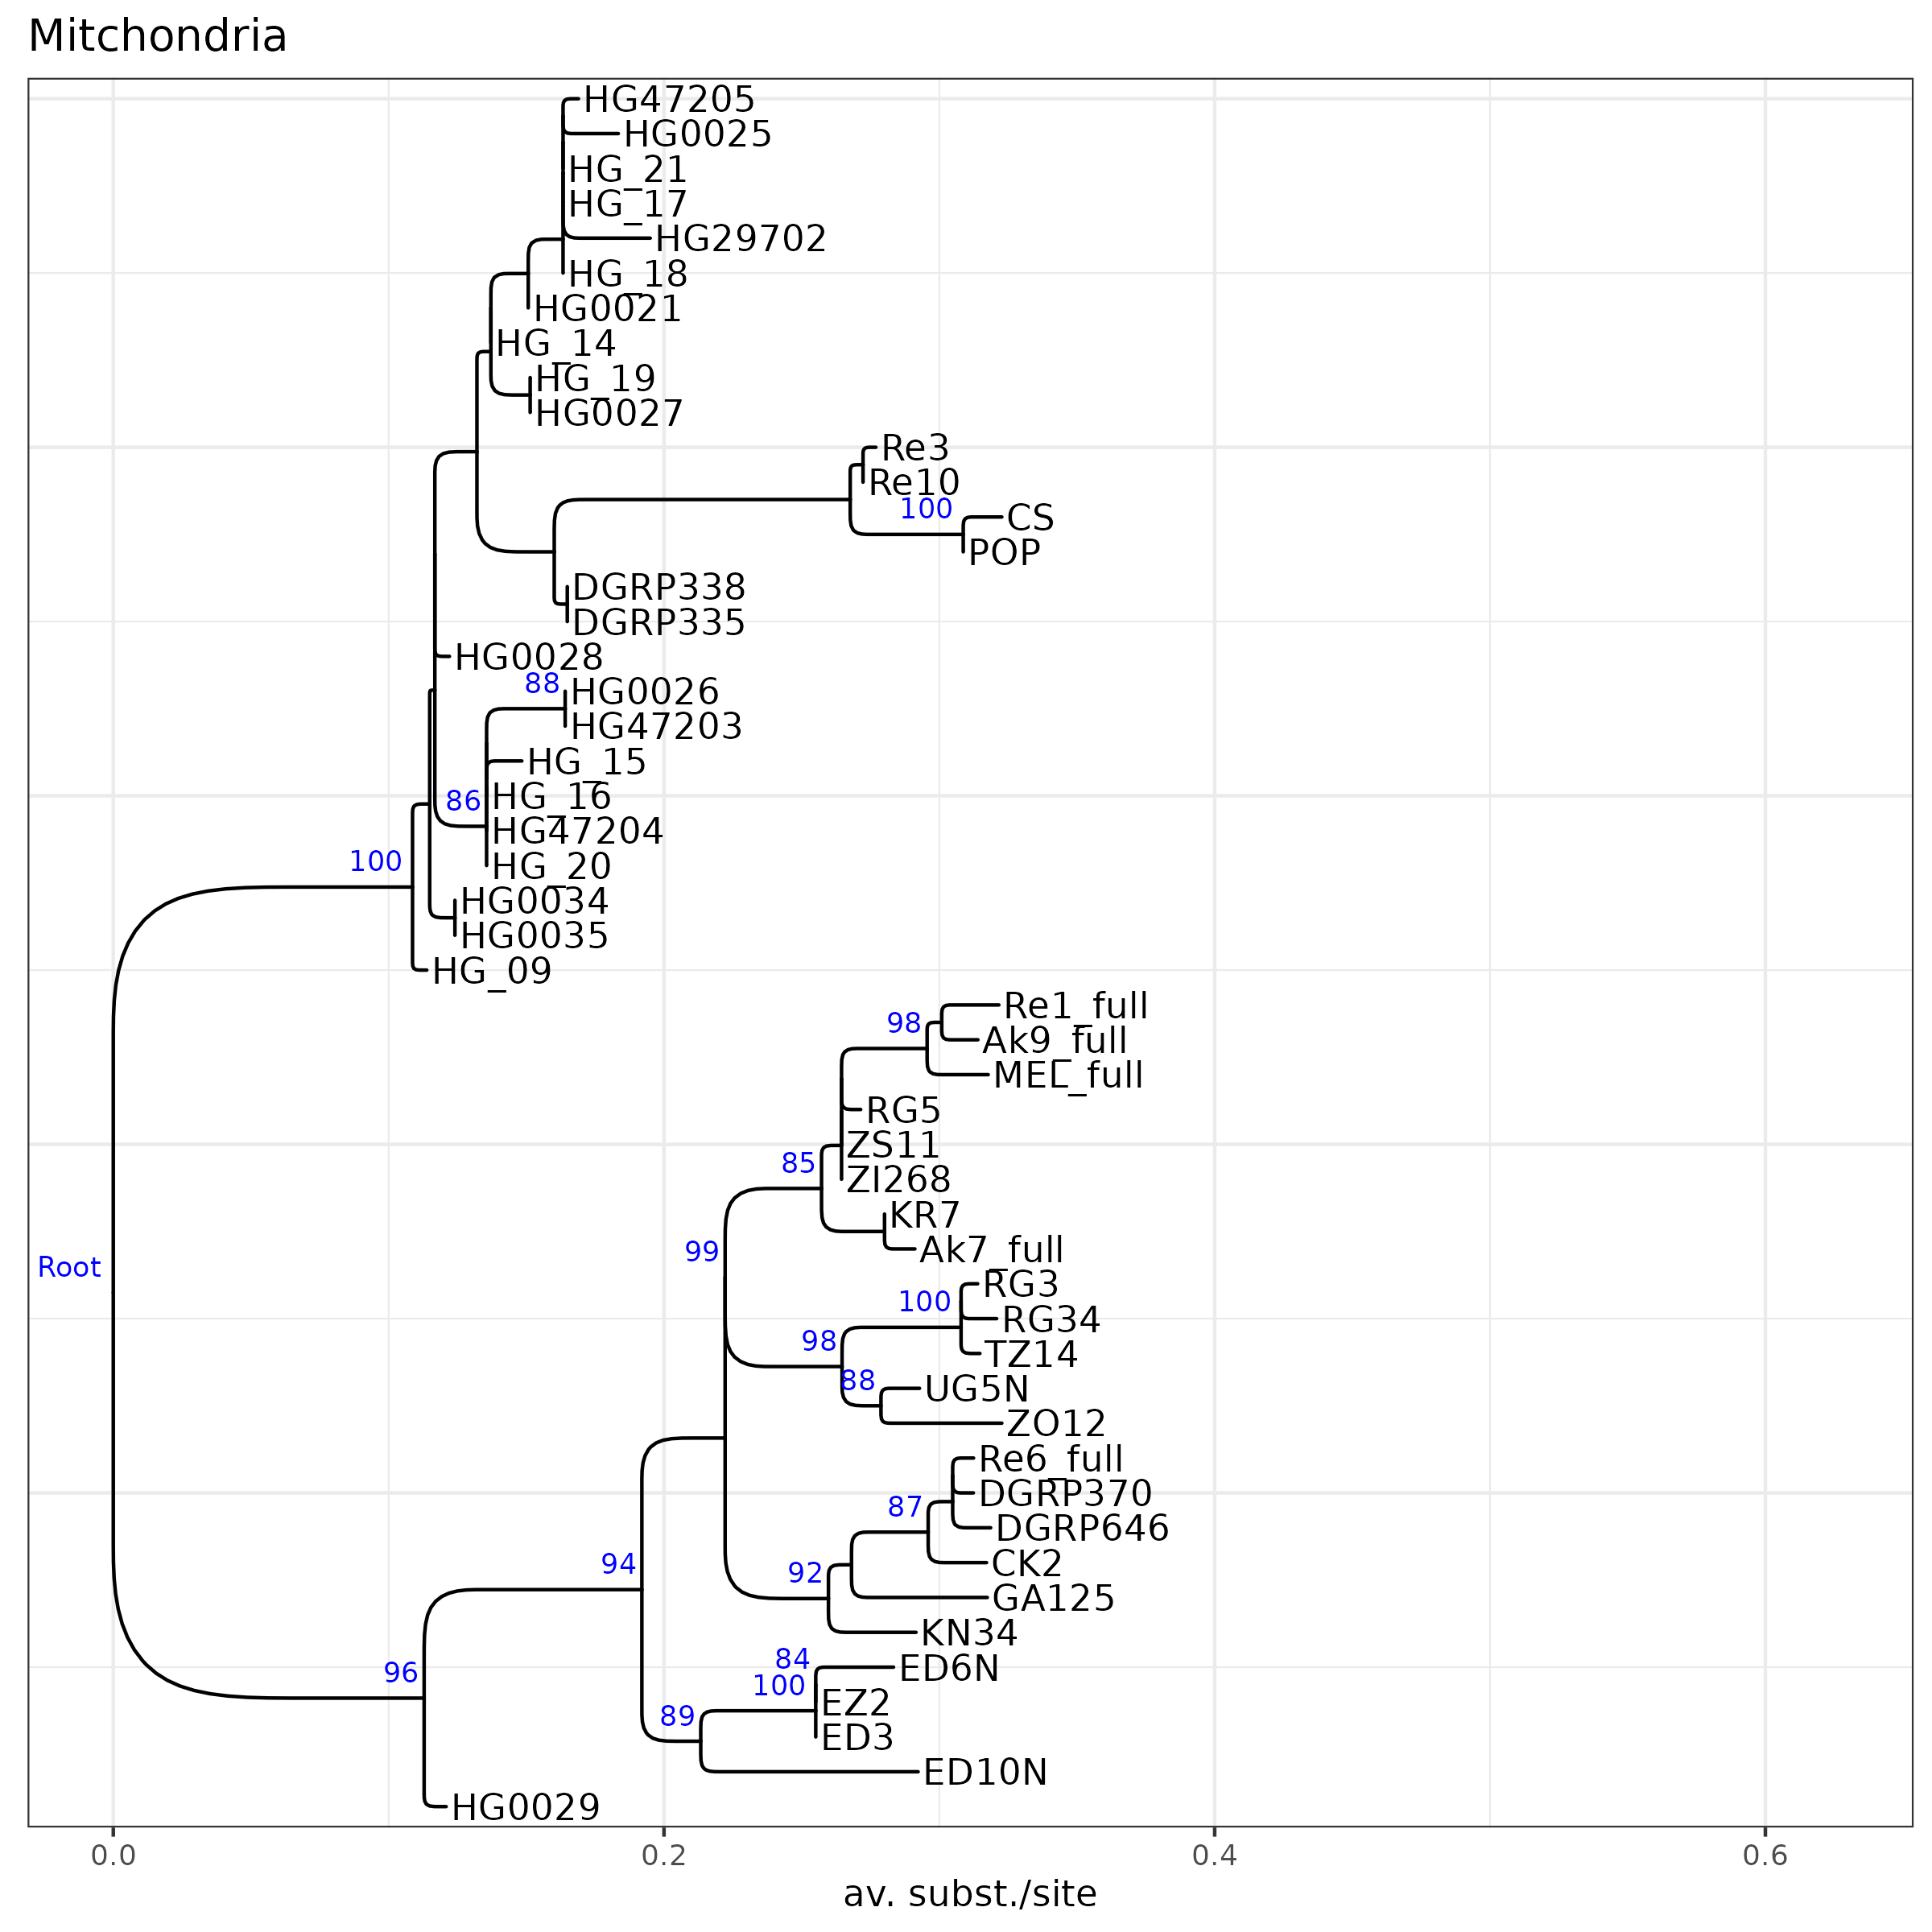 Mitchondria
HG47205
HG0025
HG_21
HG_17
HG29702
HG_18
HG0021
HG_14
HG_19
HG0027
Re3
Re10
100
CS
POP
DGRP338
DGRP335
HG0028
88
HG0026
HG47203
HG_15
86
HG_16
HG47204
HG_20
100
HG0034
HG0035
HG_09
Re1_full
98
Ak9_full
MEL_full
RG5
ZS11
85
ZI268
KR7
99
Ak7_full
Root
RG3
100
RG34
98
TZ14
88
UG5N
ZO12
Re6_full
DGRP370
87
DGRP646
94
CK2
92
GA125
KN34
84
ED6N
96
100
EZ2
89
ED3
ED10N
HG0029
0.0 0.2 0.4 0.6
av. subst./site